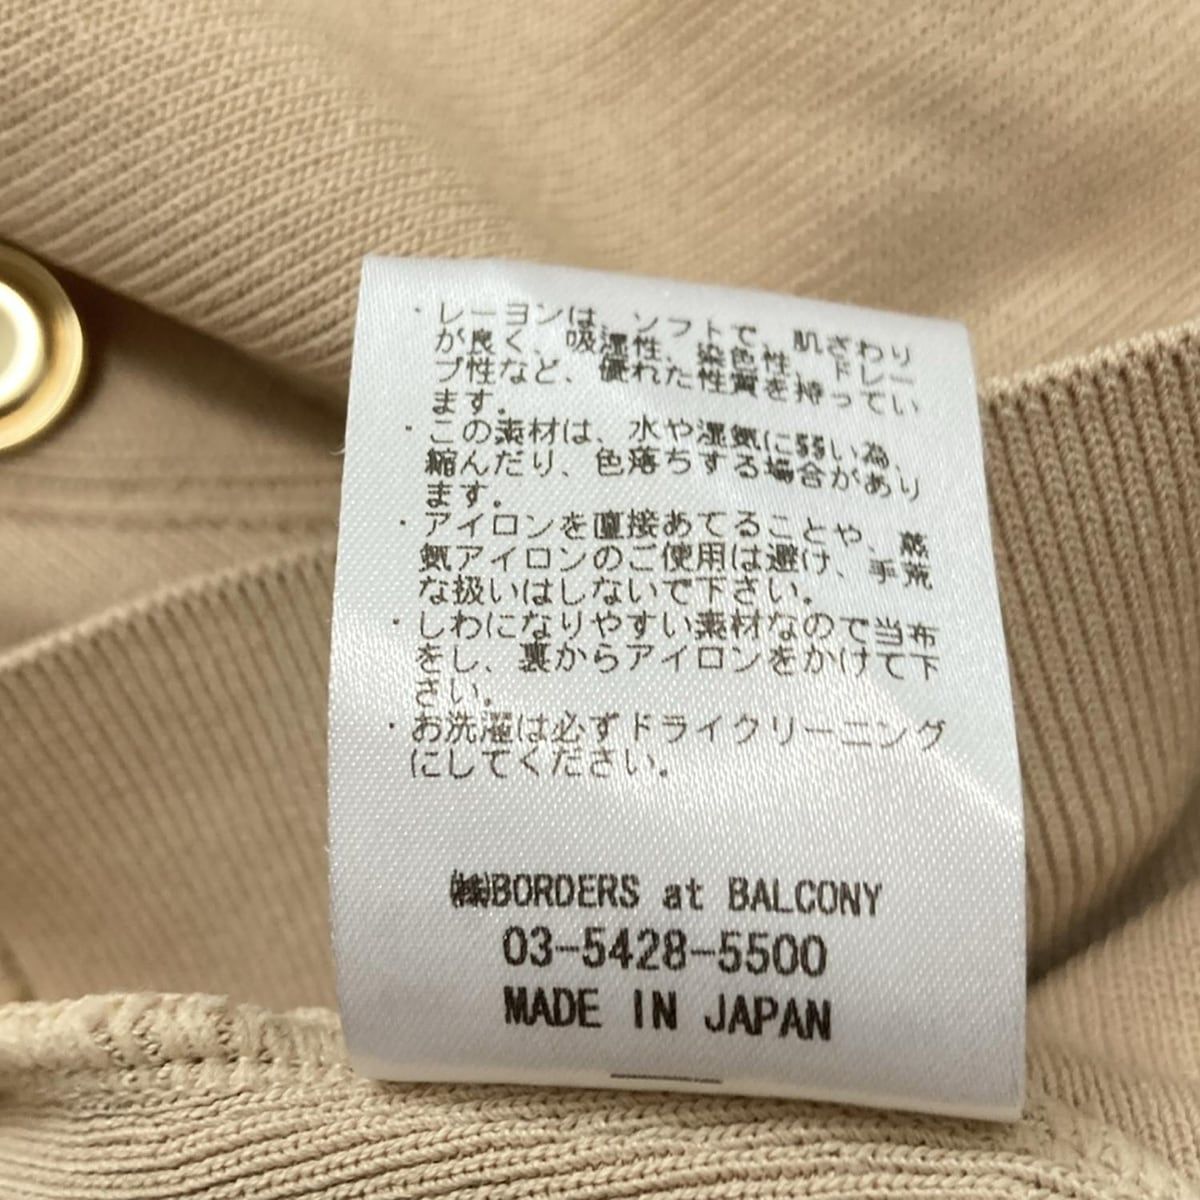 ・レーヨンは、ソフトで、肌ざわり
が良く、吸湿性、染色性、ドレー
プ性など、優れた性質を持ってい
ます。
・この素材は、水や湿気に弱い為、
縮んだり、色落ちする場合があり
ます。
・アイロンを直接あてることや、蒸
気アイロンのご使用は避け、手荒
な扱いはしないで下さい。
・しわになりやすい素材なので当布
をし、裏からアイロンをかけて下
さい。
・お洗濯は必ずドライクリーニング
にしてください。
㈱BORDERS at BALCONY
03-5428-5500
MADE IN JAPAN